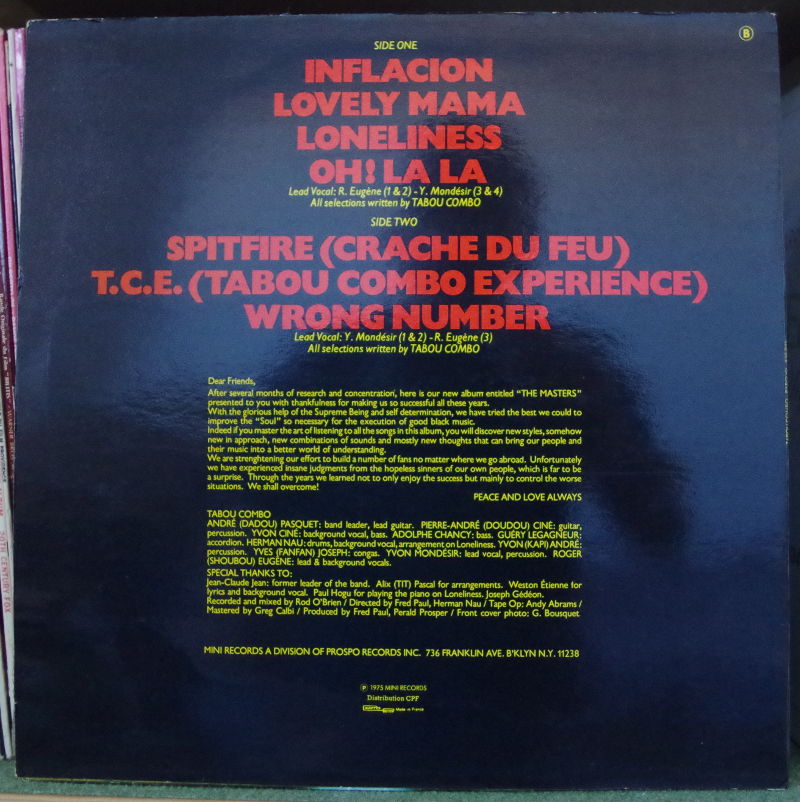 B
SIDE ONE
INFLACION
LOVELY MAMA
LONELINESS
OH! LA LA
Lead Vocal: R. Eugène (1 & 2) - Y. Mondésir (3 & 4)
All selections written by TABOU COMBO
SIDE TWO
SPITFIRE (CRACHE DU FEU)
T.C.E. (TABOU COMBO EXPERIENCE)
WRONG NUMBER
Lead Vocal: Y. Mondésir (1 & 2) - R. Eugène (3)
All selections written by TABOU COMBO
Dear Friends,
After several months of research and concentration, here is our new album entitled "THE MASTERS"
presented to you with thankfulness for making us so successful all these years.
With the glorious help of the Supreme Being and self determination, we have tried the best we could to
improve the "Soul" so necessary for the execution of good black music.
Indeed if you master the art of listening to all the songs in this album, you will discover new styles, somehow
new in approach, new combinations of sounds and mostly new thoughts that can bring our people and
their music into a better world of understanding.
We are strenghtening our effort to build a number of fans no matter where we go abroad. Unfortunately
we have experienced insane judgments from the hopeless sinners of our own people, which is far to be
a surprise. Through the years we learned not to only enjoy the success but mainly to control the worse
situations. We shall overcome!
PEACE AND LOVE ALWAYS
TABOU COMBO
ANDRÉ (DADOU) PASQUET: band leader, lead guitar. PIERRE-ANDRÉ (DOUDOU) CINÉ: guitar,
percussion. YVON CINÉ: background vocal, bass. ADOLPHE CHANCY: bass. GUÉRY LEGAGNEUR:
accordion. HERMAN NAU: drums, background vocal, arrangement on Loneliness. YVON (KAPI) ANDRÉ:
percussion. YVES (FANFAN) JOSEPH: congas. YVON MONDÉSIR: lead vocal, percussion. ROGER
(SHOUBOU) EUGÈNE: lead & background vocals.
SPECIAL THANKS TO:
Jean-Claude Jean: former leader of the band. Alix (TIT) Pascal for arrangements. Weston Étienne for
lyrics and background vocal. Paul Hogu for playing the piano on Loneliness. Joseph Gédéon.
Recorded and mixed by Rod O'Brien / Directed by Fred Paul, Herman Nau / Tape Op: Andy Abrams /
Mastered by Greg Calbi / Produced by Fred Paul, Perald Prosper / Front cover photo: G. Bousquet
MINI RECORDS A DIVISION OF PROSPO RECORDS INC. 736 FRANKLIN AVE. B'KLYN N.Y. 11238
℗ 1975 MINI RECORDS
Distribution CPF
Made in France
20TH CENTURY FOX